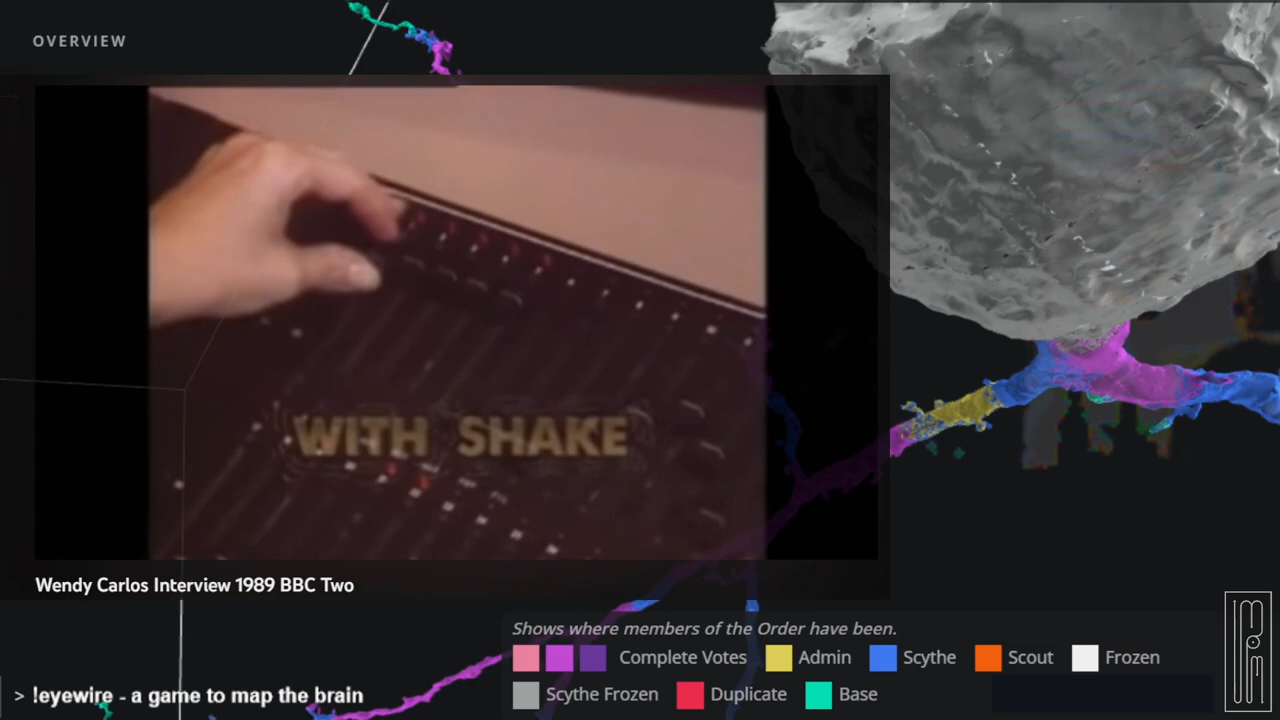 OVERVIEW
WITH SHAKE
Wendy Carlos Interview 1989 BBC Two
Shows where members of the Order have been.
Complete Votes Admin Scythe Scout Frozen
Scythe Frozen Duplicate Base
> !eyewire - a game to map the brain